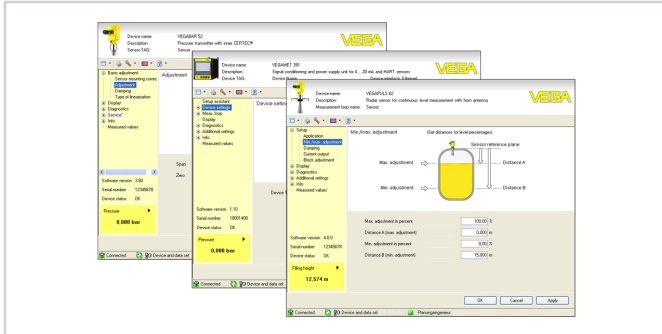 Device name: VEGABAR 52
Description: Pressure transmitter with inner CERTEC®
Sensor TAG: Sensor
VEGA
Basic adjustment
Sensor mounting correc
Adjustment
Damping
Type of linearization
Display
Diagnostics
Service
Info
Measured values
Adjustment
Span
Zero
Software version 3.80
Serial number 12345678
Device status OK
Pressure
0,000 bar
Connected
Device and data set
Device name: VEGAMET 391
Description: Signal conditioning and power supply unit for 4 ... 20 mA and HART sensors
Device TAG: Device Name
Device interface: Ethernet
VEGA
Setup assistant
Device settings
Meas. loop
Display
Diagnostics
Additional settings
Info
Measured values
Device settin
Device
Software version 1.10
Serial number 10001400
Device status OK
Pressure
0,000 bar
Connected
Device and data set
Device name: VEGAPULS 62
Description: Radar sensor for continuous level measurement with horn antenna
Measurement loop name: Sensor
VEGA
Setup
Application
Min./max. adjustment
Damping
Current output
Block adjustment
Display
Diagnostics
Additional settings
Info
Measured values
Min./max. adjustment (Set distances for level percentages)
Sensor reference plane
Max. adjustment
Distance A
Min. adjustment
Distance B
Max. adjustment in percent 100,00 %
Distance A (max. adjustment) 0,000 m
Min. adjustment in percent 0,00 %
Distance B (min. adjustment) 15,000 m
Software version 4.0.0
Serial number 12345678
Device status OK
Filling height
12,574 m
OK Cancel Apply
Connected
Device and data set
Planungsingenieur